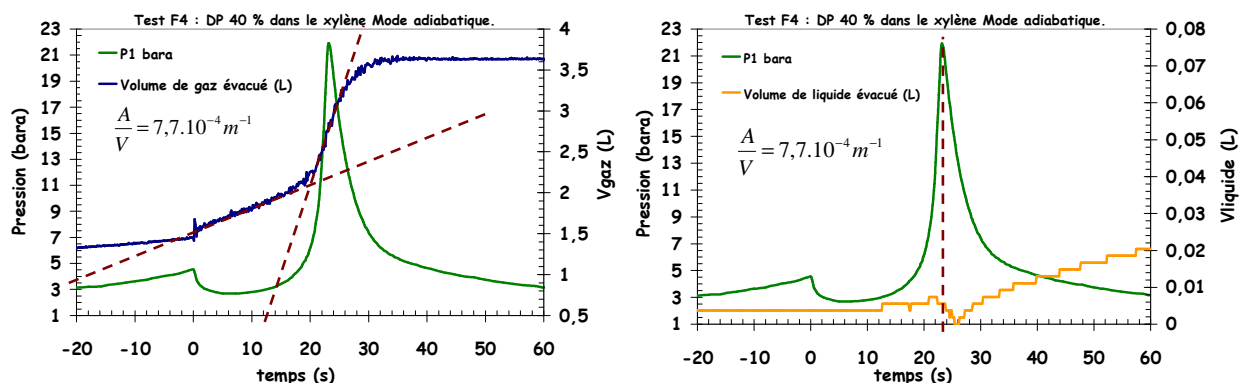 Test F4 : DP 40 % dans le xylène Mode adiabatique.
23
21
19
17
15
13
11
9
7
5
3
1
Pression (bara)
P1 bara
Volume de gaz évacué (L)
A/V = 7,7.10⁻⁴ m⁻¹
4
3,5
3
2,5
2
1,5
1
0,5
Vgaz (L)
-20 -10 0 10 20 30 40 50 60
temps (s)
Test F4 : DP 40 % dans le xylène Mode adiabatique.
23
21
19
17
15
13
11
9
7
5
3
1
Pression (bara)
P1 bara
Volume de liquide évacué (L)
A/V = 7,7.10⁻⁴ m⁻¹
0,08
0,07
0,06
0,05
0,04
0,03
0,02
0,01
0
Vliquide (L)
-20 -10 0 10 20 30 40 50 60
temps (s)